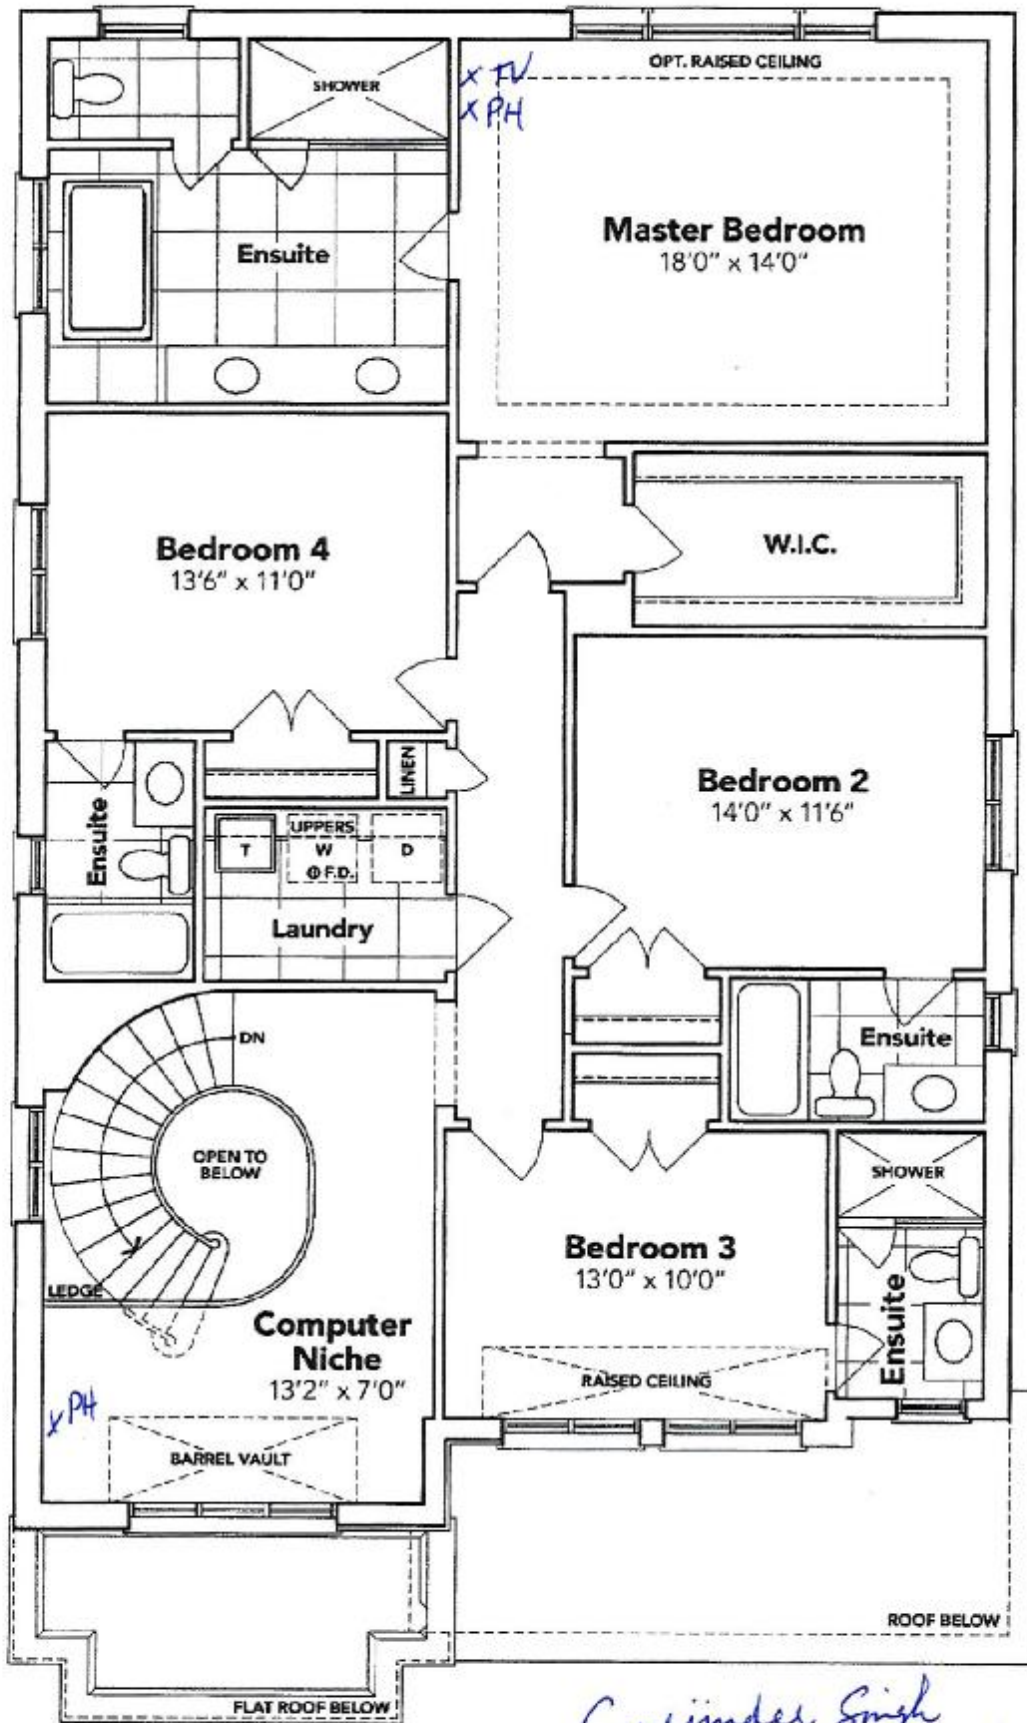 OPT. RAISED CEILING
x TV
x PH
SHOWER
Master Bedroom
18'0" x 14'0"
Ensuite
Bedroom 4
13'6" x 11'0"
W.I.C.
LINEN
Bedroom 2
14'0" x 11'6"
Ensuite
UPPERS
T W D
F.D.
Laundry
DN
Ensuite
OPEN TO
BELOW
SHOWER
Bedroom 3
13'0" x 10'0"
LEDGE
Ensuite
Computer
Niche
13'2" x 7'0"
RAISED CEILING
x PH
BARREL VAULT
ROOF BELOW
FLAT ROOF BELOW
Singh